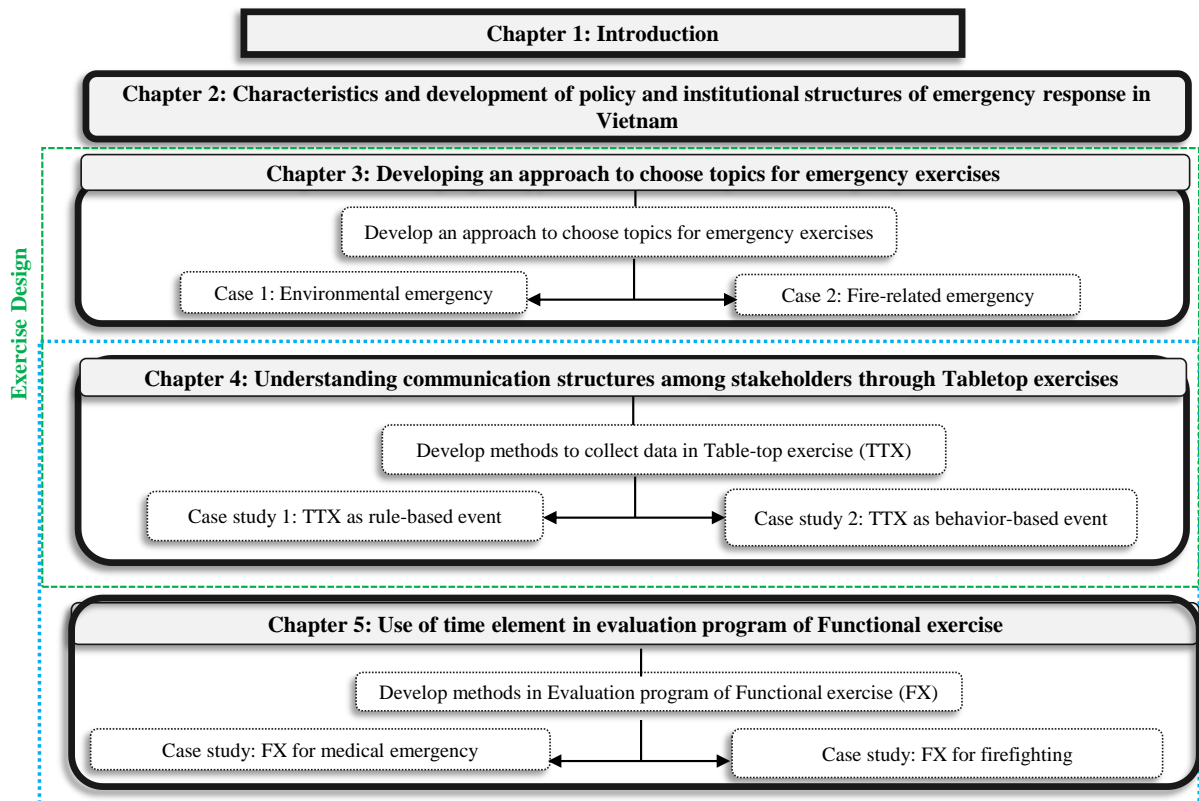 Chapter 1: Introduction
Chapter 2: Characteristics and development of policy and institutional structures of emergency response in
Vietnam
Exercise Design
Chapter 3: Developing an approach to choose topics for emergency exercises
Develop an approach to choose topics for emergency exercises
Case 1: Environmental emergency
Case 2: Fire-related emergency
Chapter 4: Understanding communication structures among stakeholders through Tabletop exercises
Develop methods to collect data in Table-top exercise (TTX)
Case study 1: TTX as rule-based event
Case study 2: TTX as behavior-based event
Chapter 5: Use of time element in evaluation program of Functional exercise
Develop methods in Evaluation program of Functional exercise (FX)
Case study: FX for medical emergency
Case study: FX for firefighting